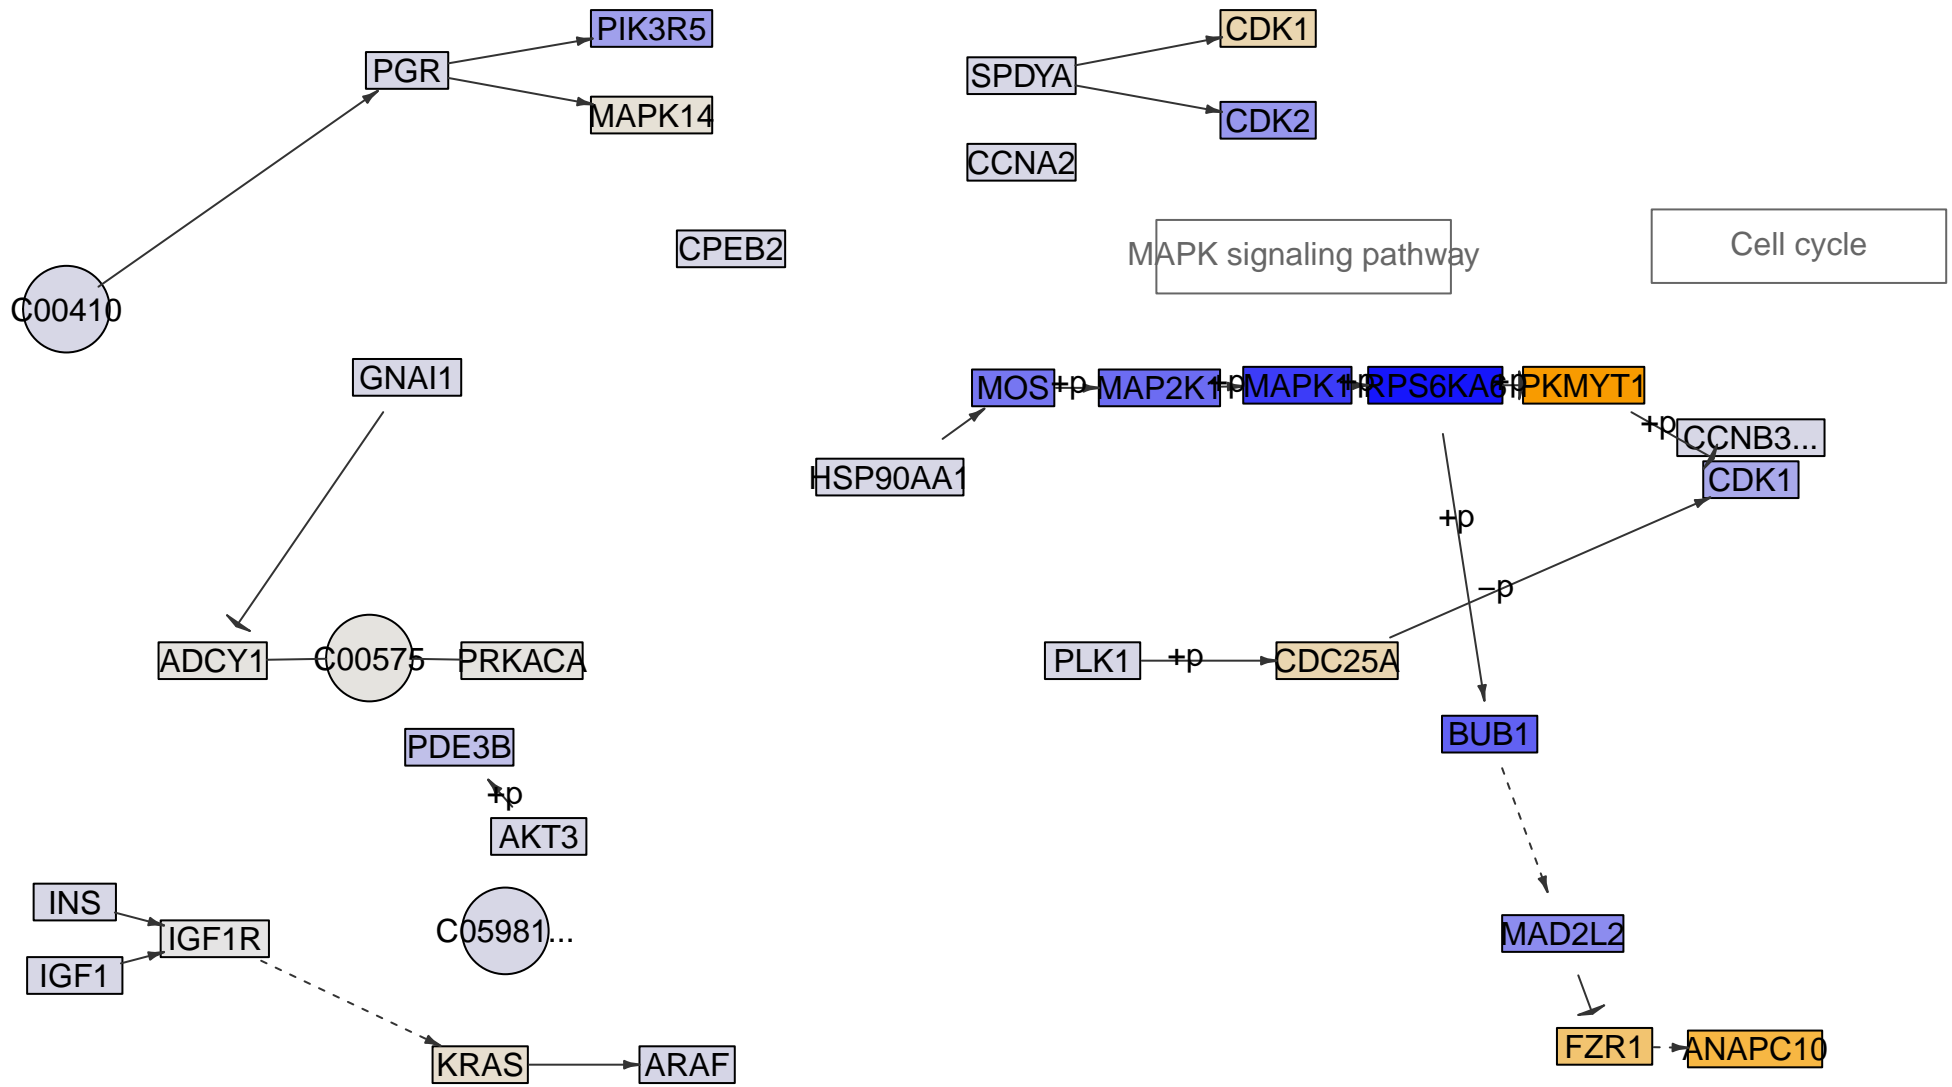 PIK3R5
CDK1
PGR
SPDYA
MAPK14
CDK2
CCNA2
CPEB2
MAPK signaling pathway
Cell cycle
C00410
GNAI1
MOS
+p
MAP2K1
+p
MAPK1
+p
RPS6KA6
+p
PKMYT1
+p
CCNB3...
HSP90AA1
CDK1
+p
−p
ADCY1
C00575
PRKACA
PLK1
+p
CDC25A
PDE3B
BUB1
+p
AKT3
INS
IGF1R
C05981...
MAD2L2
IGF1
KRAS
ARAF
FZR1
ANAPC10